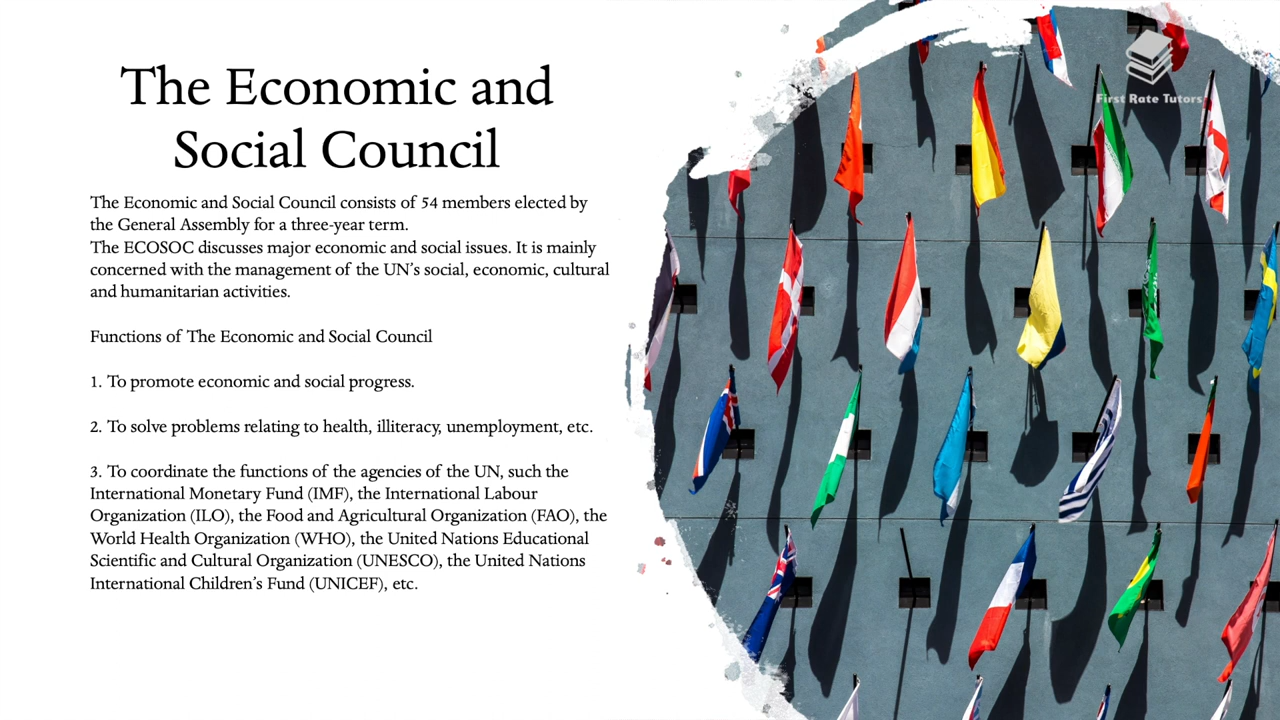 The Economic and
Social Council
The Economic and Social Council consists of 54 members elected by
the General Assembly for a three-year term.
The ECOSOC discusses major economic and social issues. It is mainly
concerned with the management of the UN’s social, economic, cultural
and humanitarian activities.
Functions of The Economic and Social Council
1. To promote economic and social progress.
2. To solve problems relating to health, illiteracy, unemployment, etc.
3. To coordinate the functions of the agencies of the UN, such the
International Monetary Fund (IMF), the International Labour
Organization (ILO), the Food and Agricultural Organization (FAO), the
World Health Organization (WHO), the United Nations Educational
Scientific and Cultural Organization (UNESCO), the United Nations
International Children’s Fund (UNICEF), etc.
First Rate Tutors